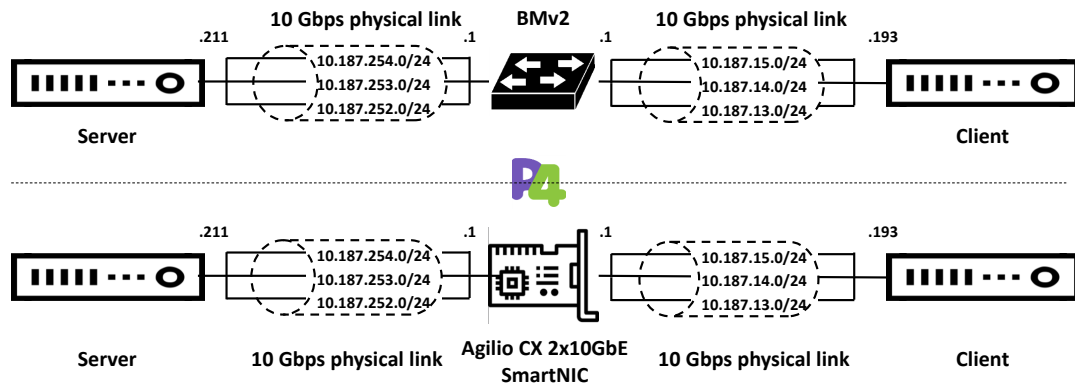 10 Gbps physical link
BMv2
10 Gbps physical link
.211
.1
.1
.193
10.187.254.0/24
10.187.253.0/24
10.187.252.0/24
10.187.15.0/24
10.187.14.0/24
10.187.13.0/24
Server
Client
P4
.211
.1
.1
.193
10.187.254.0/24
10.187.253.0/24
10.187.252.0/24
10.187.15.0/24
10.187.14.0/24
10.187.13.0/24
Server
10 Gbps physical link
Agilio CX 2x10GbE
SmartNIC
10 Gbps physical link
Client